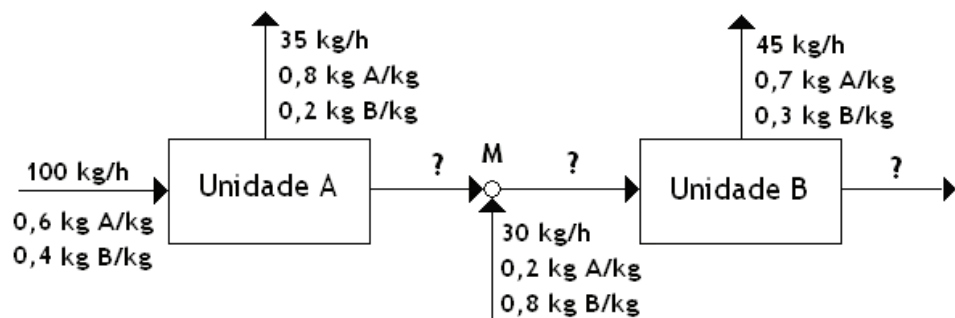 35 kg/h
0,8 kg A/kg
0,2 kg B/kg
45 kg/h
0,7 kg A/kg
0,3 kg B/kg
100 kg/h
0,6 kg A/kg
0,4 kg B/kg
Unidade A
?
M
?
30 kg/h
0,2 kg A/kg
0,8 kg B/kg
Unidade B
?